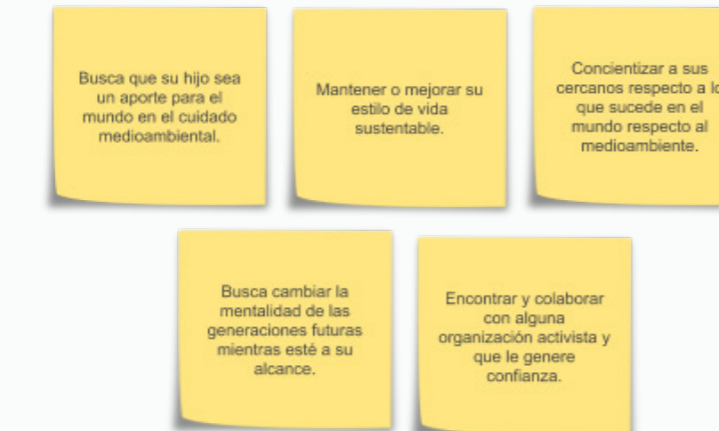 Busca que su hijo sea
un aporte para el
mundo en el cuidado
medioambiental.
Mantener o mejorar su
estilo de vida
sustentable.
Concientizar a sus
cercanos respecto a lo
que sucede en el
mundo respecto al
medioambiente.
Busca cambiar la
mentalidad de las
generaciones futuras
mientras esté a su
alcance.
Encontrar y colaborar
con alguna
organización activista y
que le genere
confianza.